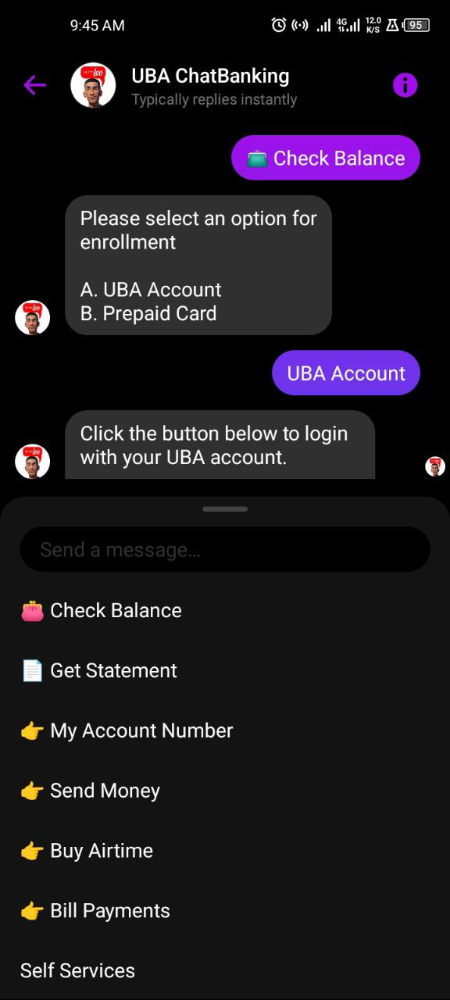 9:45 AM
4G
12.0
K/S
95
UBA ChatBanking
Typically replies instantly
Check Balance
Please select an option for
enrollment
A. UBA Account
B. Prepaid Card
UBA Account
Click the button below to login
with your UBA account.
Send a message...
Check Balance
Get Statement
My Account Number
Send Money
Buy Airtime
Bill Payments
Self Services